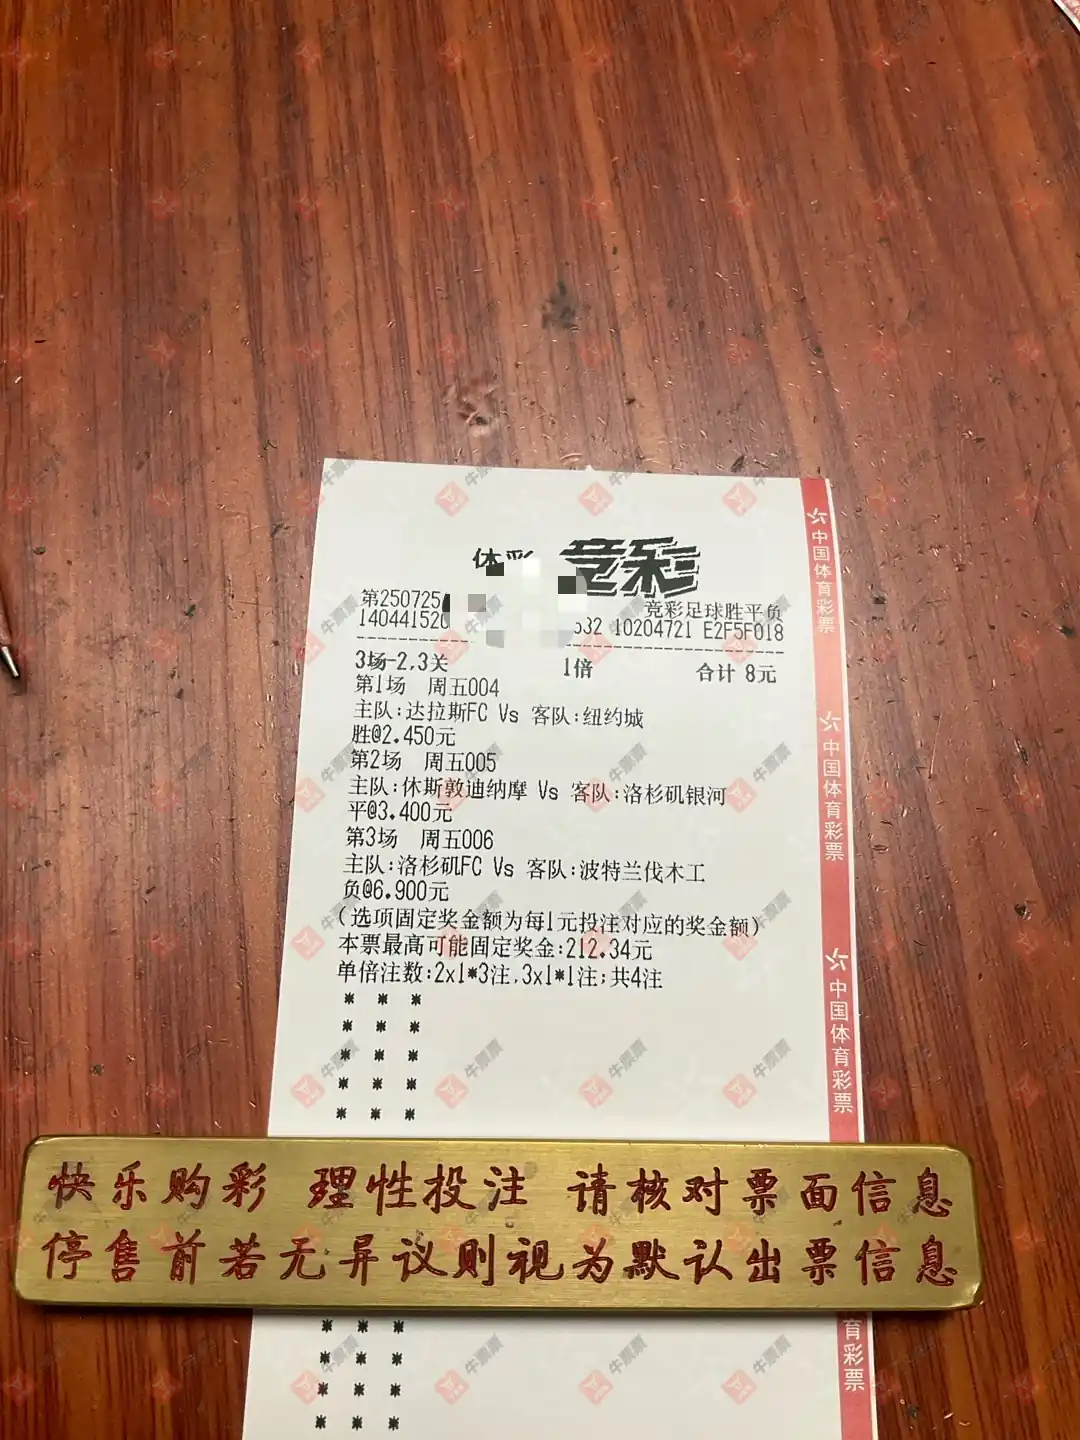 体彩 竞彩
第250725
竞彩足球胜平负
140441520
532 10204721 E2F5F018
3场-2,3关 1倍 合计 8元
第1场 周五004
主队:达拉斯FC Vs 客队:纽约城
胜@2.450元
第2场 周五005
主队:休斯敦迪纳摩 Vs 客队:洛杉矶银河
平@3.400元
第3场 周五006
主队:洛杉矶FC Vs 客队:波特兰伐木工
负@6.900元
(选项固定奖金额为每1元投注对应的奖金额)
本票最高可能固定奖金:212.34元
单倍注数:2x1*3注,3x1*1注;共4注
* * *
* * *
* * *
* * *
* * *
快乐购彩 理性投注 请核对票面信息
停售前若无异议则视为默认出票信息
* * *
* * *
* * *
* * *
中国体育彩票
中国体育彩票
中国体育彩票
育彩票
牛票票